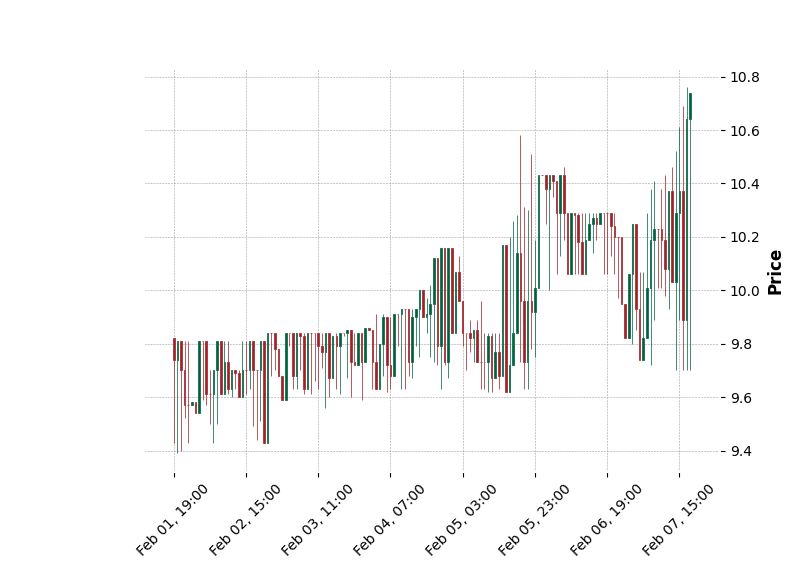 10.8
10.6
10.4
10.2
10.0
9.8
9.6
9.4
Price
Feb 01, 19:00
Feb 02, 15:00
Feb 03, 11:00
Feb 04, 07:00
Feb 05, 03:00
Feb 05, 23:00
Feb 06, 19:00
Feb 07, 15:00